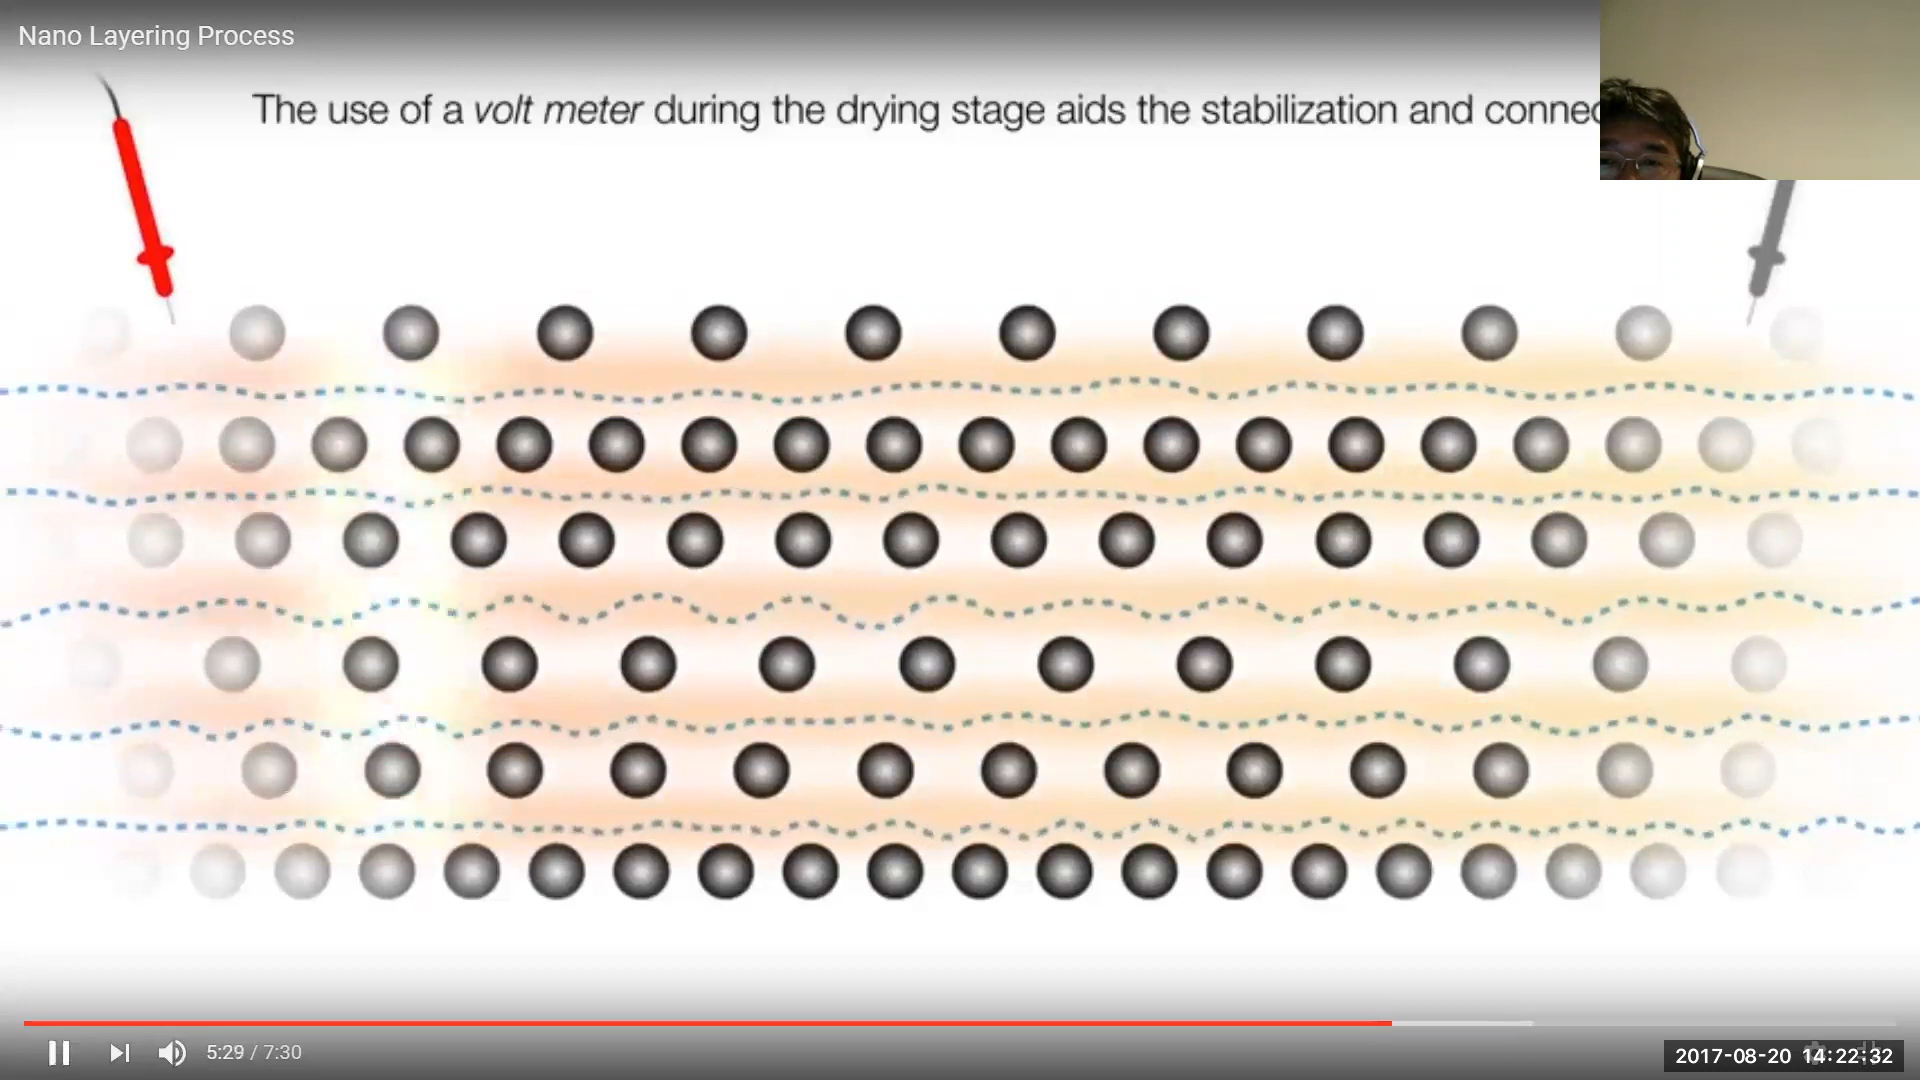 Nano Layering Process
The use of a volt meter during the drying stage aids the stabilization and
5:29 / 7:30
2017-08-20 14:22:32